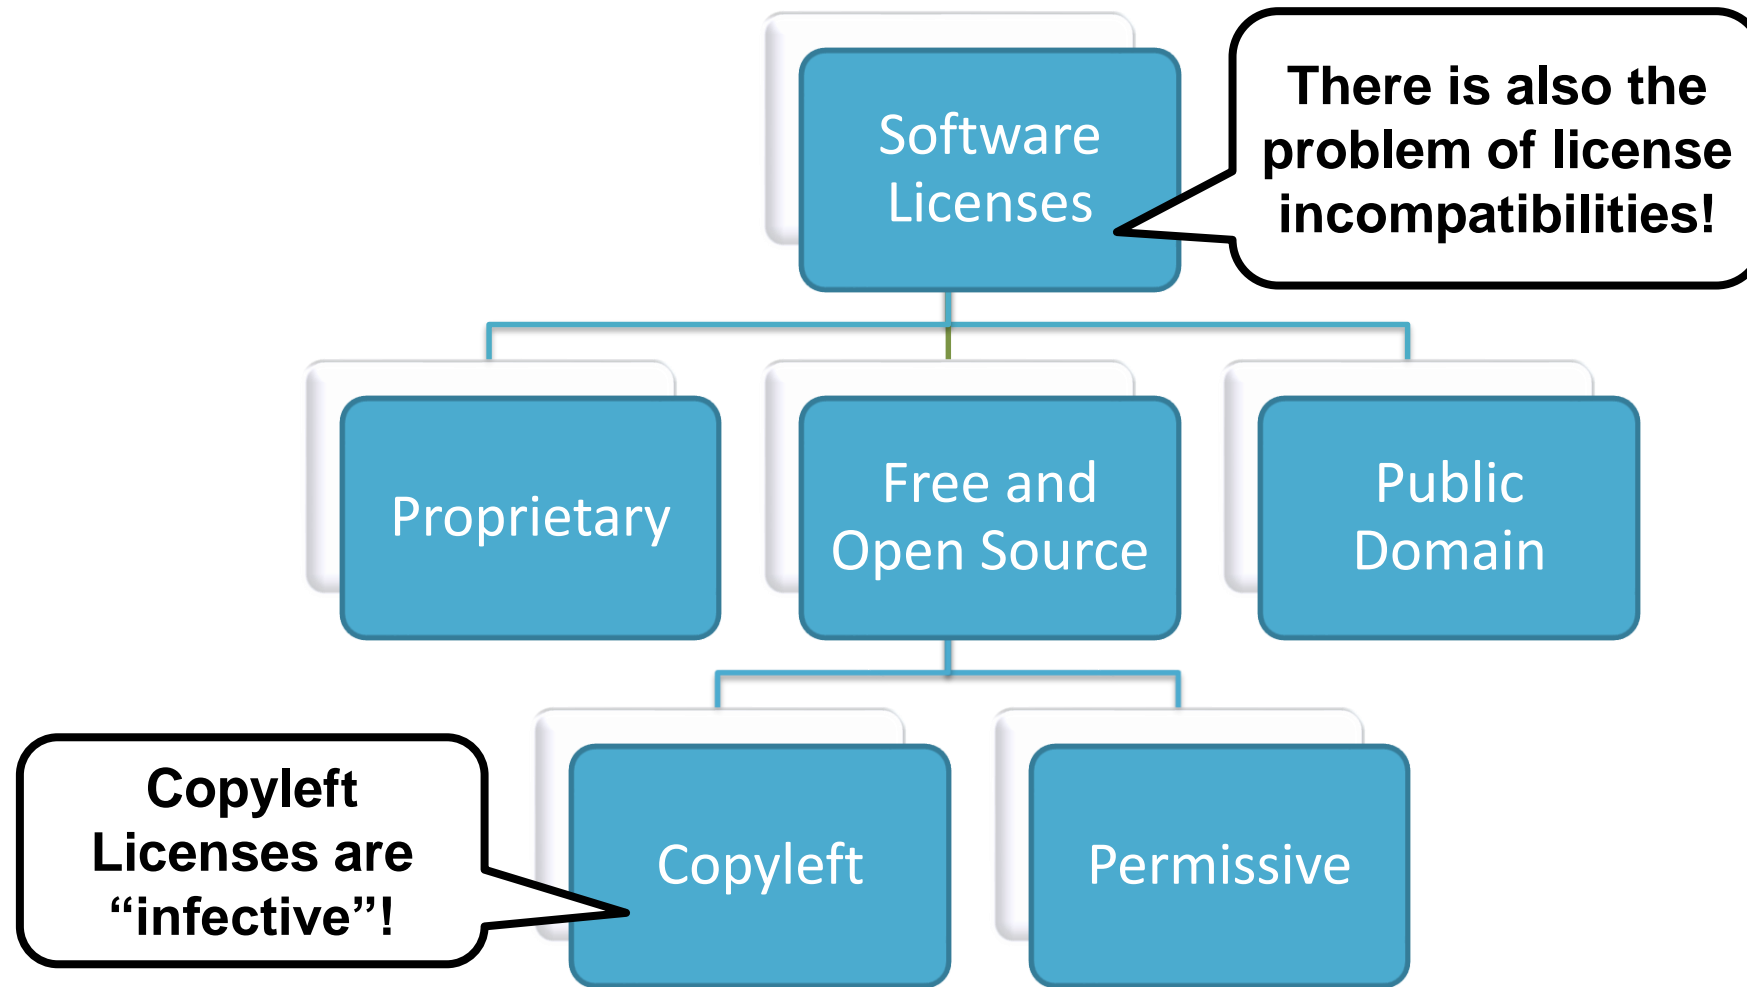 Software
Licenses
There is also the
problem of license
incompatibilities!
Proprietary
Free and
Open Source
Public
Domain
Copyleft
Licenses are
“infective”!
Copyleft
Permissive